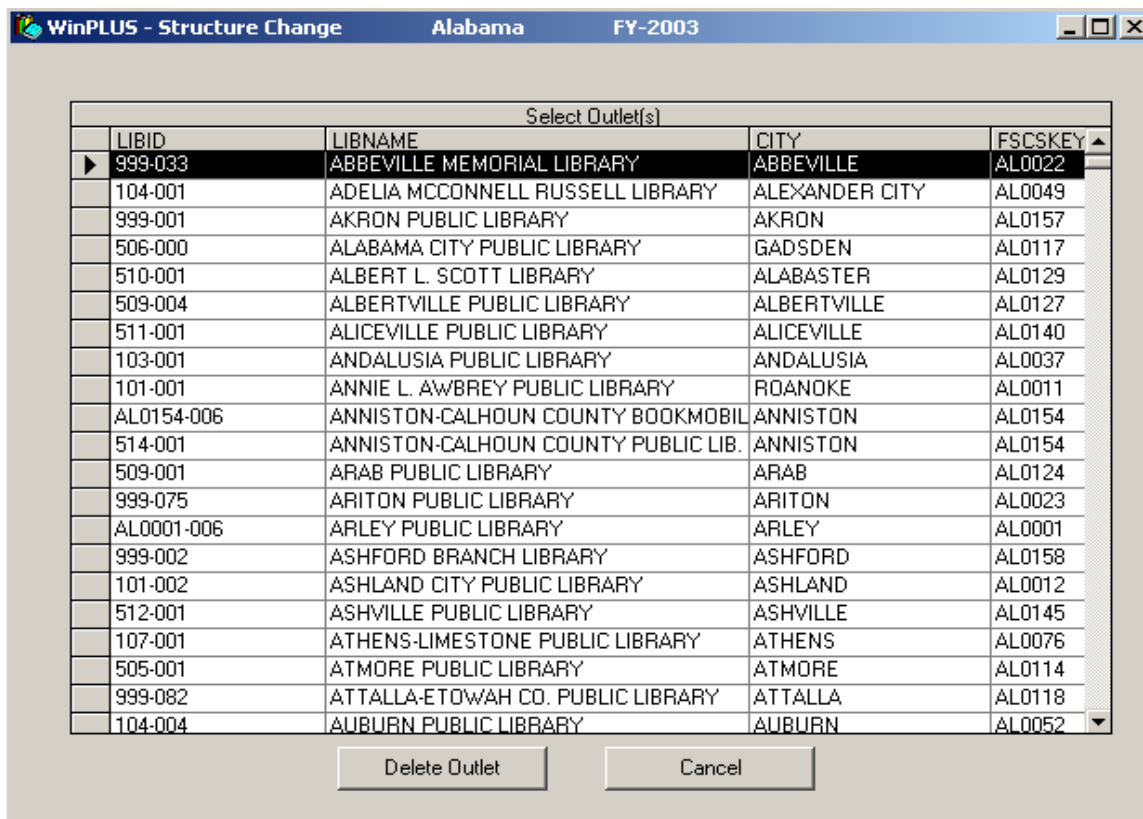 WinPLUS - Structure Change Alabama FY-2003
Select Outlet(s)
LIBID LIBNAME CITY FSCSKEY
999-033 ABBEVILLE MEMORIAL LIBRARY ABBEVILLE AL0022
104-001 ADELIA MCCONNELL RUSSELL LIBRARY ALEXANDER CITY AL0049
999-001 AKRON PUBLIC LIBRARY AKRON AL0157
506-000 ALABAMA CITY PUBLIC LIBRARY GADSDEN AL0117
510-001 ALBERT L. SCOTT LIBRARY ALABASTER AL0129
509-004 ALBERTVILLE PUBLIC LIBRARY ALBERTVILLE AL0127
511-001 ALICEVILLE PUBLIC LIBRARY ALICEVILLE AL0140
103-001 ANDALUSIA PUBLIC LIBRARY ANDALUSIA AL0037
101-001 ANNIE L. AWBREY PUBLIC LIBRARY ROANOKE AL0011
AL0154-006 ANNISTON-CALHOUN COUNTY BOOKMOBIL ANNISTON AL0154
514-001 ANNISTON-CALHOUN COUNTY PUBLIC LIB. ANNISTON AL0154
509-001 ARAB PUBLIC LIBRARY ARAB AL0124
999-075 ARITON PUBLIC LIBRARY ARITON AL0023
AL0001-006 ARLEY PUBLIC LIBRARY ARLEY AL0001
999-002 ASHFORD BRANCH LIBRARY ASHFORD AL0158
101-002 ASHLAND CITY PUBLIC LIBRARY ASHLAND AL0012
512-001 ASHVILLE PUBLIC LIBRARY ASHVILLE AL0145
107-001 ATHENS-LIMESTONE PUBLIC LIBRARY ATHENS AL0076
505-001 ATMORE PUBLIC LIBRARY ATMORE AL0114
999-082 ATTALLA-ETOWAH CO. PUBLIC LIBRARY ATTALLA AL0118
104-004 AUBURN PUBLIC LIBRARY AUBURN AL0052
Delete Outlet Cancel